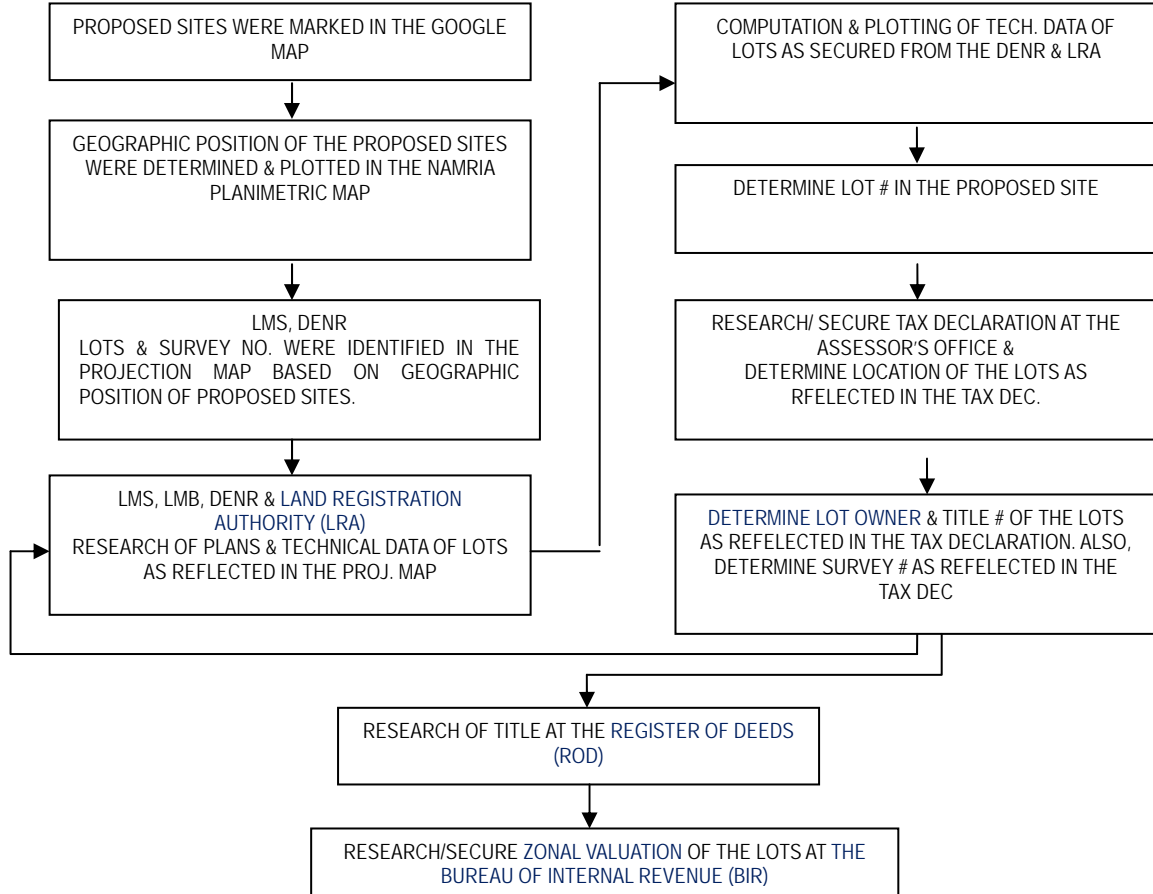 PROPOSED SITES WERE MARKED IN THE GOOGLE
MAP
GEOGRAPHIC POSITION OF THE PROPOSED SITES
WERE DETERMINED & PLOTTED IN THE NAMRIA
PLANIMETRIC MAP
LMS, DENR
LOTS & SURVEY NO. WERE IDENTIFIED IN THE
PROJECTION MAP BASED ON GEOGRAPHIC
POSITION OF PROPOSED SITES.
LMS, LMB, DENR & LAND REGISTRATION
AUTHORITY (LRA)
RESEARCH OF PLANS & TECHNICAL DATA OF LOTS
AS REFLECTED IN THE PROJ. MAP
COMPUTATION & PLOTTING OF TECH. DATA OF
LOTS AS SECURED FROM THE DENR & LRA
DETERMINE LOT # IN THE PROPOSED SITE
RESEARCH/ SECURE TAX DECLARATION AT THE
ASSESSOR'S OFFICE &
DETERMINE LOCATION OF THE LOTS AS
RFELECTED IN THE TAX DEC.
DETERMINE LOT OWNER & TITLE # OF THE LOTS
AS REFELECTED IN THE TAX DECLARATION. ALSO,
DETERMINE SURVEY # AS REFELECTED IN THE
TAX DEC
RESEARCH OF TITLE AT THE REGISTER OF DEEDS
(ROD)
RESEARCH/SECURE ZONAL VALUATION OF THE LOTS AT THE
BUREAU OF INTERNAL REVENUE (BIR)